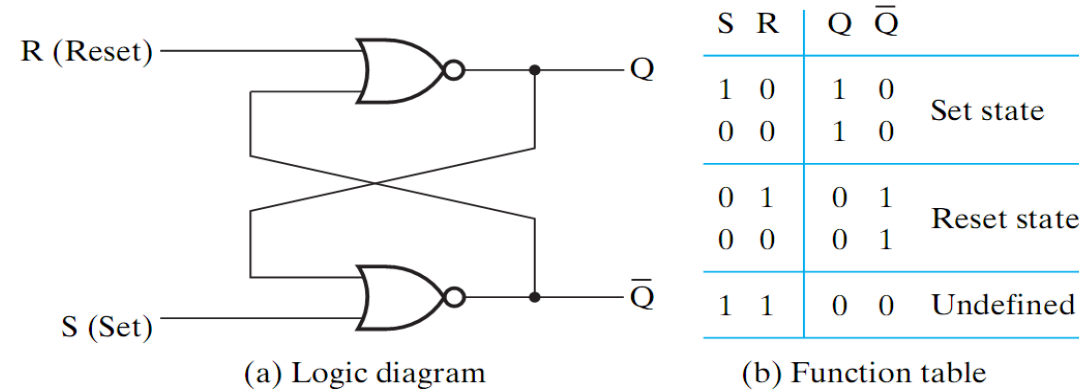 R (Reset)
Q
Q̅
S (Set)
(a) Logic diagram
S R Q Q̅
1 0 1 0
Set state
0 0 1 0
0 1 0 1
Reset state
0 0 0 1
1 1 0 0 Undefined
(b) Function table